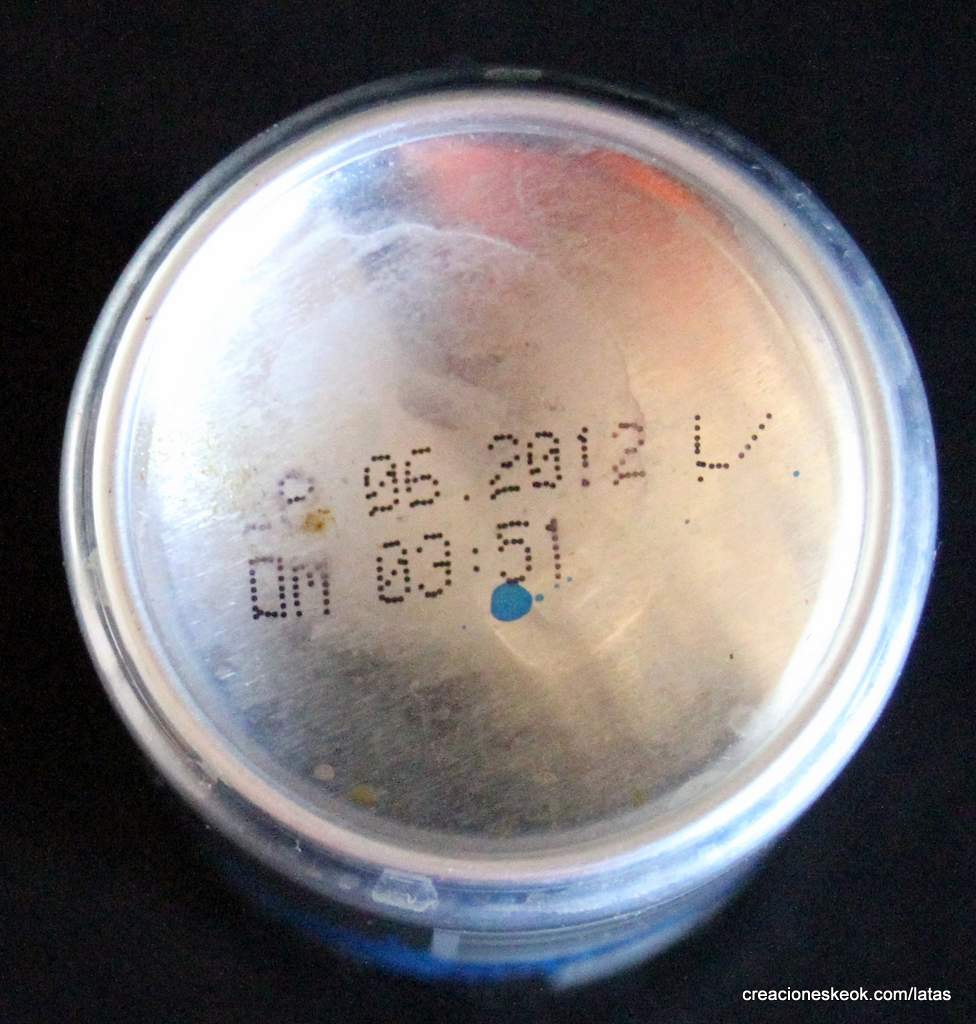 06.2012 L/
DM 03:51
creacioneskeok.com/latas